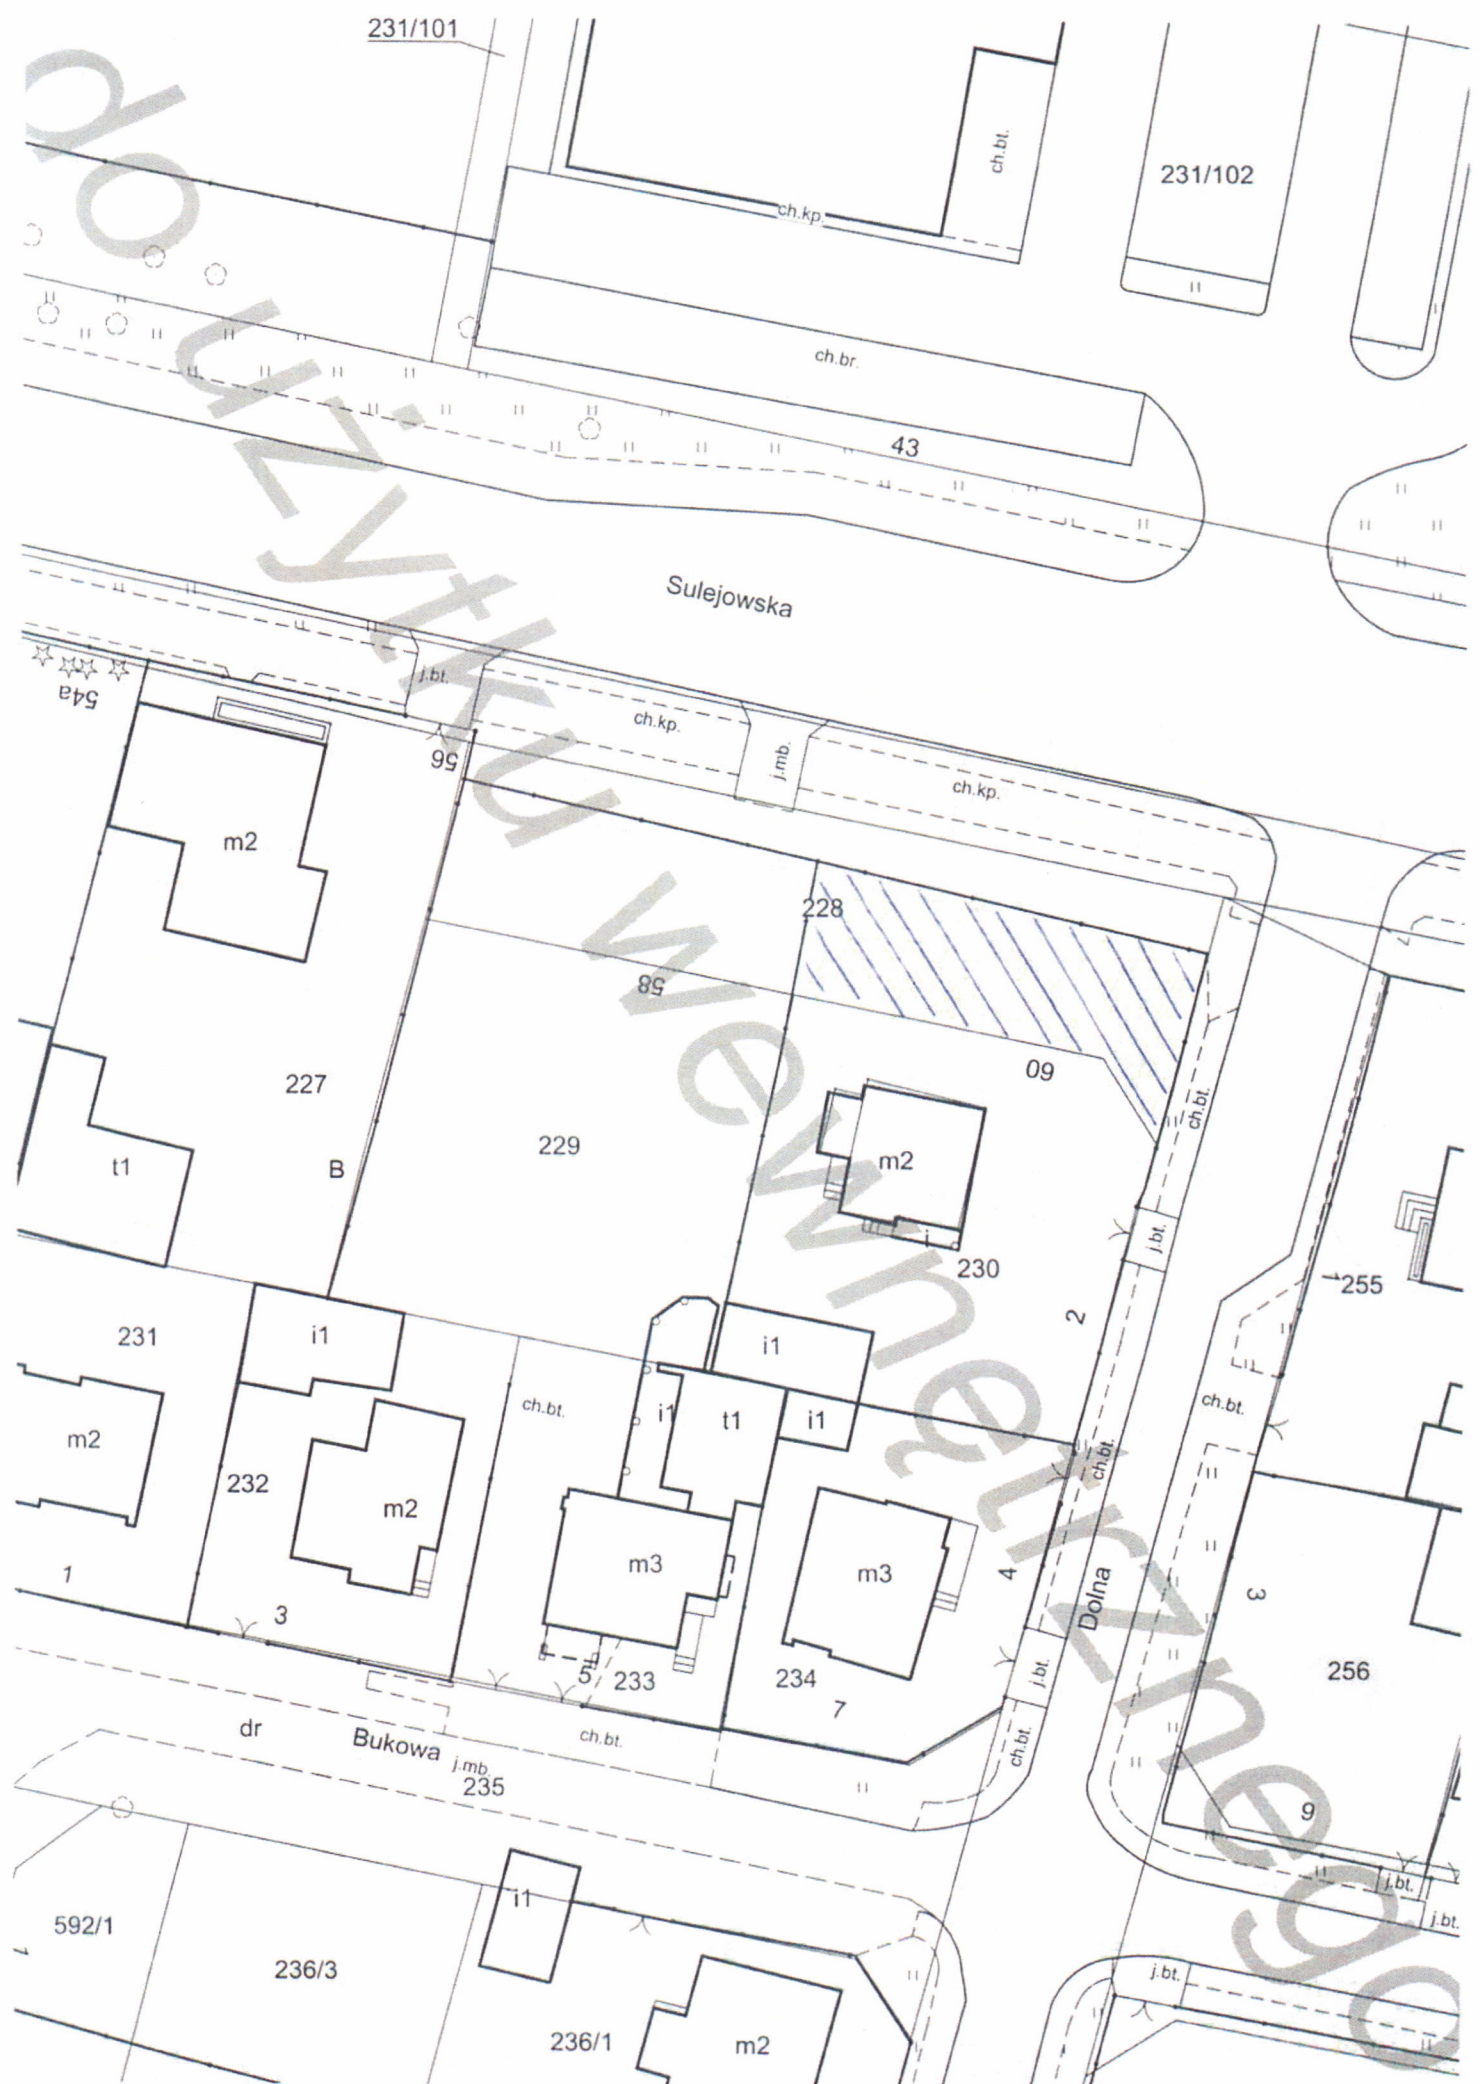 231/101
ch.bt.
231/102
ch.kp.
ch.br.
43
Sulejowska
54a
j.bt.
56
ch.kp.
j.mb.
ch.kp.
m2
228
58
60
227
229
m2
ch.bt.
t1
B
j.bt.
i
230
255
1
2
231
i1
i1
ch.bt.
i1
t1
i1
ch.bt.
m2
ch.bt.
232
m2
m3
m3
4
Dolna
3
1
3
5
233
234
7
j.bt.
256
dr
Bukowa
j.mb.
235
ch.bt.
ch.bt.
9
j.bt.
j.bt.
i1
592/1
1
236/3
j.bt.
236/1
m2
do użytku wewnętrznego